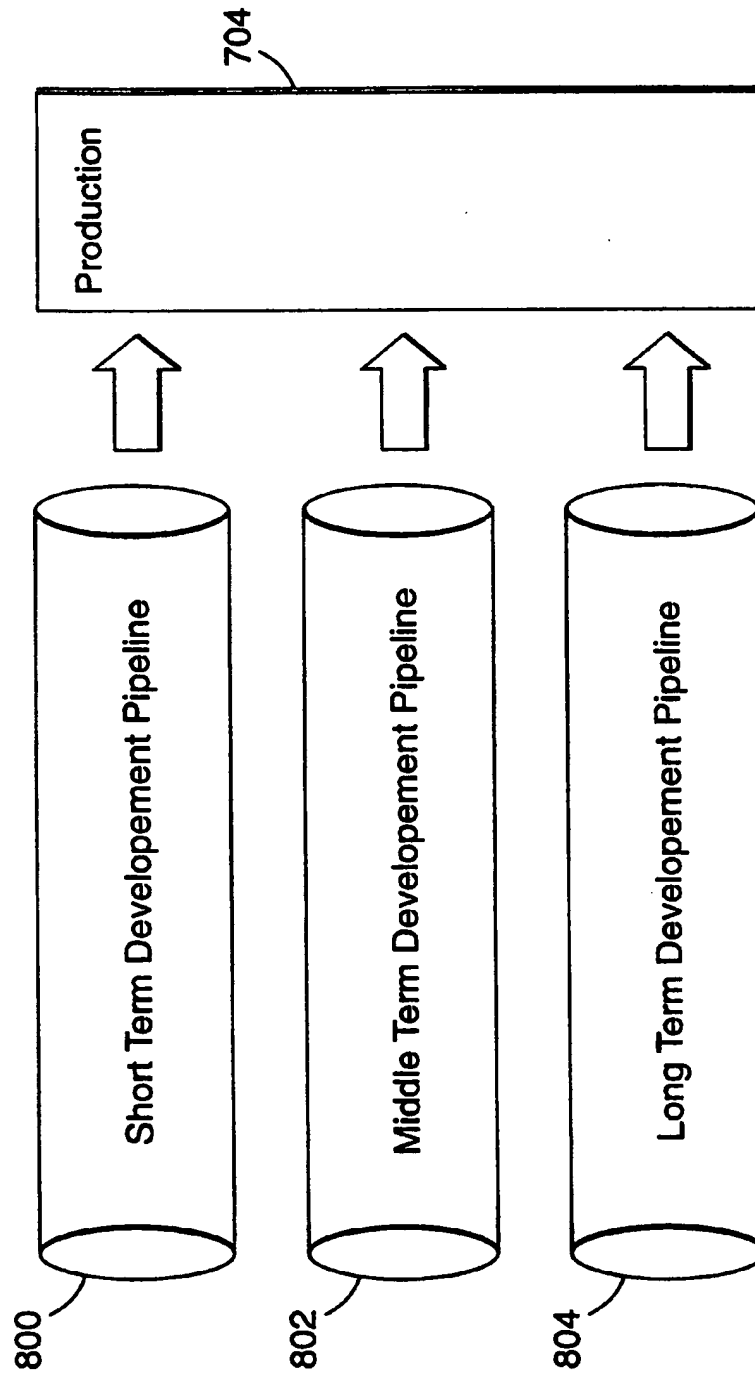 800
Short Term Developement Pipeline
802
Middle Term Developement Pipeline
804
Long Term Developement Pipeline
Production
704